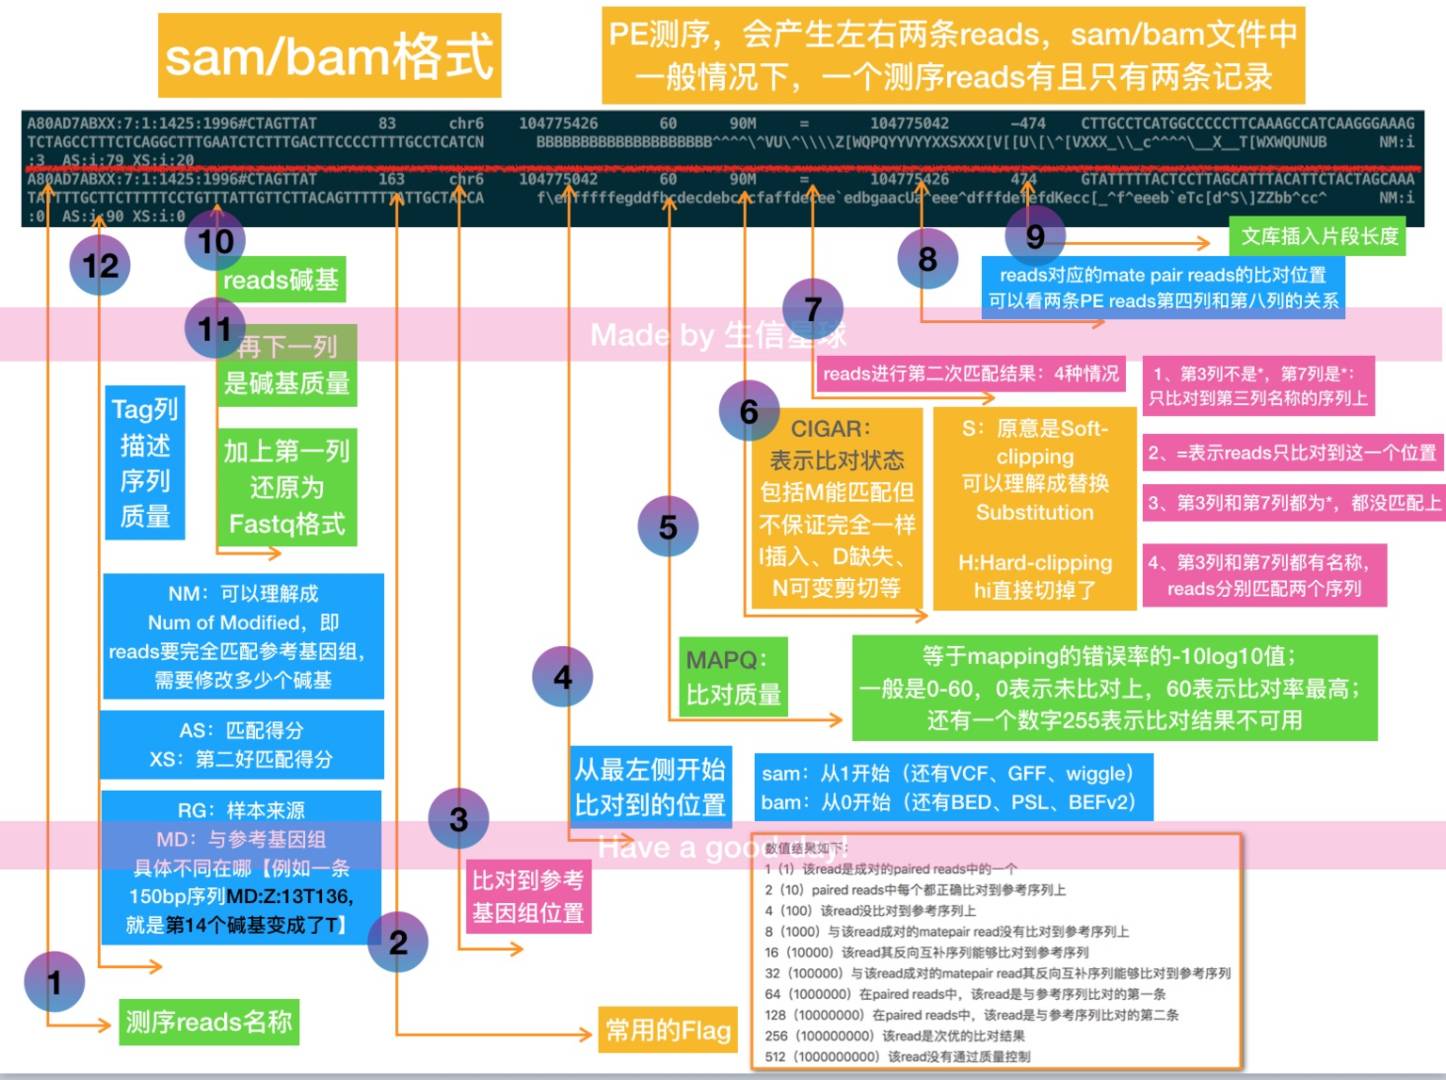 sam/bam格式
PE测序，会产生左右两条reads，sam/bam文件中
一般情况下，一个测序reads有且只有两条记录
A80AD7ABXX:7:1:1425:1996#CTAGTTAT 83 chr6 104775426 60 90M = 104775042 -474 CTTGCCTCATGGCCCCCTTCAAAGCCATCAAGGGAAAG
TCTAGCCTTTCTCAGGCTTTGAATCTCTTTGACTTCCCCTTTTGCCTCATCN BBBBBBBBBBBBBBBBBBBBB^^^^\^VU\^\\\\Z[WQPQYYVYYXXSXXX[V[[U\[\^[VXXX_\\_c^^^^\__X__T[WXWQUNUB NM:i
:3 AS:i:79 XS:i:20
A80AD7ABXX:7:1:1425:1996#CTAGTTAT 163 chr6 104775042 60 90M = 104775426 474 GTATTTTTACTCCTTAGCATTTACATTCTACTAGCAAA
NM:i
:0 AS:i:90 XS:i:0
12
10
reads碱基
11
再下一列
是碱基质量
加上第一列
还原为
Fastq格式
9
文库插入片段长度
8
reads对应的mate pair reads的比对位置
可以看两条PE reads第四列和第八列的关系
7
Made by 生信星球
reads进行第二次匹配结果：4种情况
1、第3列不是*，第7列是*：
只比对到第三列名称的序列上
2、=表示reads只比对到这一个位置
3、第3列和第7列都为*，都没匹配上
4、第3列和第7列都有名称，
reads分别匹配两个序列
6
CIGAR：
表示比对状态
包括M能匹配但
不保证完全一样
I插入、D缺失、
N可变剪切等
S：原意是Soft-
clipping
可以理解成替换
Substitution
H:Hard-clipping
hi直接切掉了
Tag列
描述
序列
质量
5
MAPQ：
比对质量
等于mapping的错误率的-10log10值；
一般是0-60，0表示未比对上，60表示比对率最高；
还有一个数字255表示比对结果不可用
NM：可以理解成
Num of Modified，即
reads要完全匹配参考基因组，
需要修改多少个碱基
AS：匹配得分
XS：第二好匹配得分
RG：样本来源
MD：与参考基因组
具体不同在哪【例如一条
150bp序列MD:Z:13T136,
就是第14个碱基变成了T】
4
从最左侧开始
比对到的位置
sam：从1开始（还有VCF、GFF、wiggle）
bam：从0开始（还有BED、PSL、BEFv2）
Have a good day!
3
比对到参考
基因组位置
2
常用的Flag
数值结果如下：
1（1）该read是成对的paired reads中的一个
2（10）paired reads中每个都正确比对到参考序列上
4（100）该read没比对到参考序列上
8（1000）与该read成对的matepair read没有比对到参考序列上
16（10000）该read其反向互补序列能够比对到参考序列
32（100000）与该read成对的matepair read其反向互补序列能够比对到参考序列
64（1000000）在paired reads中，该read是与参考序列比对的第一条
128（10000000）在paired reads中，该read是与参考序列比对的第二条
256（100000000）该read是次优的比对结果
512（1000000000）该read没有通过质量控制
1
测序reads名称